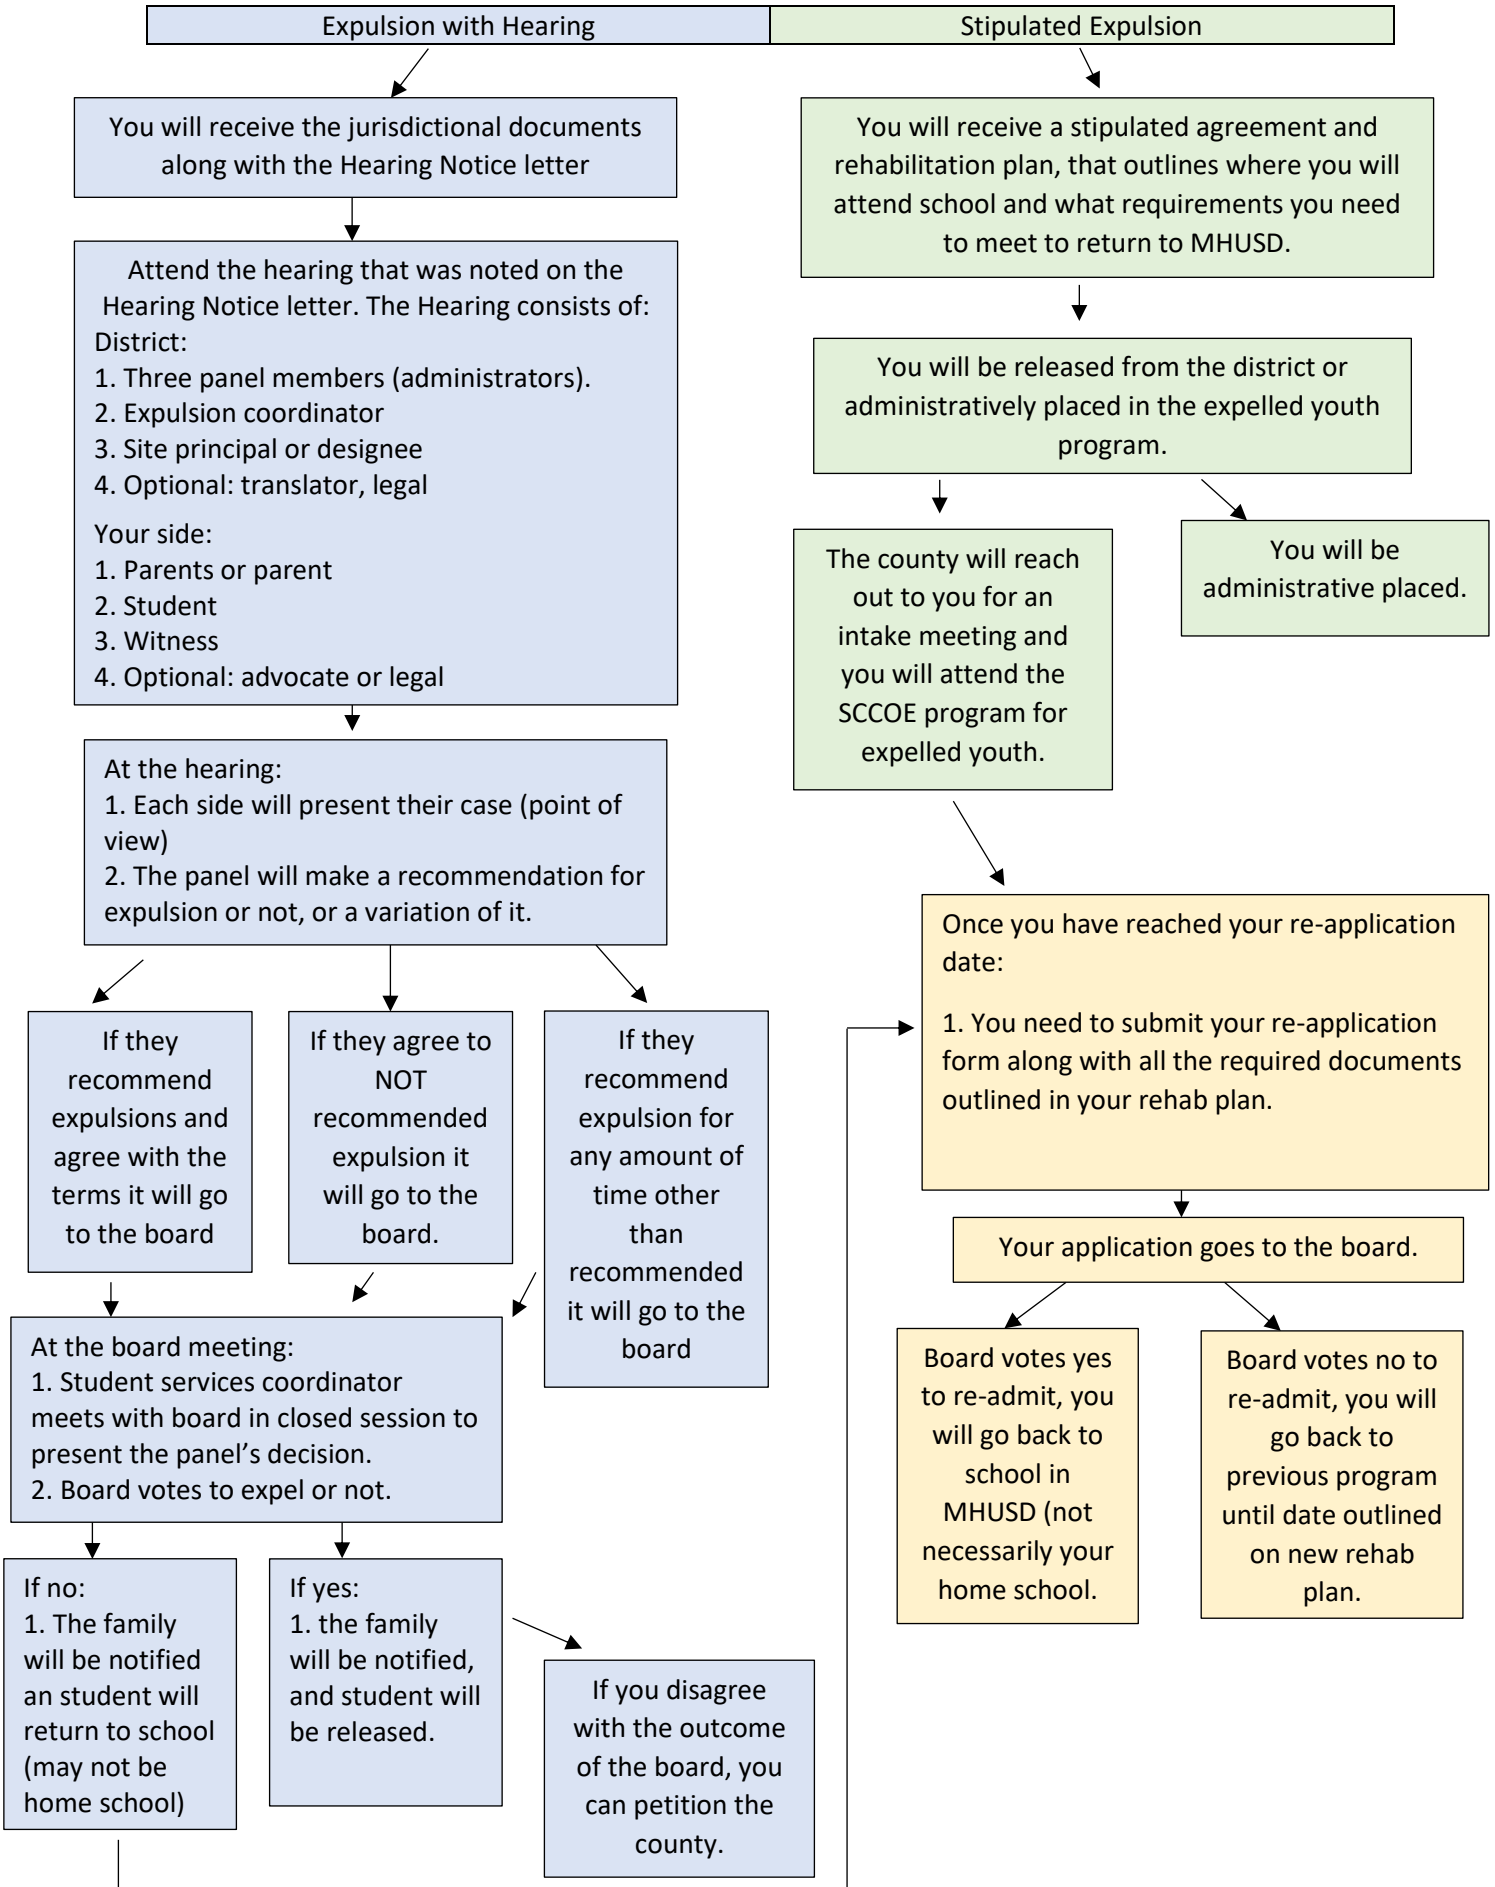 Expulsion with Hearing
Stipulated Expulsion
You will receive the jurisdictional documents
along with the Hearing Notice letter
Attend the hearing that was noted on the
Hearing Notice letter. The Hearing consists of:
District:
1. Three panel members (administrators).
2. Expulsion coordinator
3. Site principal or designee
4. Optional: translator, legal
Your side:
1. Parents or parent
2. Student
3. Witness
4. Optional: advocate or legal
At the hearing:
1. Each side will present their case (point of
view)
2. The panel will make a recommendation for
expulsion or not, or a variation of it.
If they
recommend
expulsions and
agree with the
terms it will go
to the board
If they agree to
NOT
recommended
expulsion it
will go to the
board.
If they
recommend
expulsion for
any amount of
time other
than
recommended
it will go to the
board
At the board meeting:
1. Student services coordinator
meets with board in closed session to
present the panel’s decision.
2. Board votes to expel or not.
If no:
1. The family
will be notified
an student will
return to school
(may not be
home school)
If yes:
1. the family
will be notified,
and student will
be released.
If you disagree
with the outcome
of the board, you
can petition the
county.
You will receive a stipulated agreement and
rehabilitation plan, that outlines where you will
attend school and what requirements you need
to meet to return to MHUSD.
You will be released from the district or
administratively placed in the expelled youth
program.
The county will reach
out to you for an
intake meeting and
you will attend the
SCCOE program for
expelled youth.
You will be
administrative placed.
Once you have reached your re-application
date:
1. You need to submit your re-application
form along with all the required documents
outlined in your rehab plan.
Your application goes to the board.
Board votes yes
to re-admit, you
will go back to
school in
MHUSD (not
necessarily your
home school.
Board votes no to
re-admit, you will
go back to
previous program
until date outlined
on new rehab
plan.